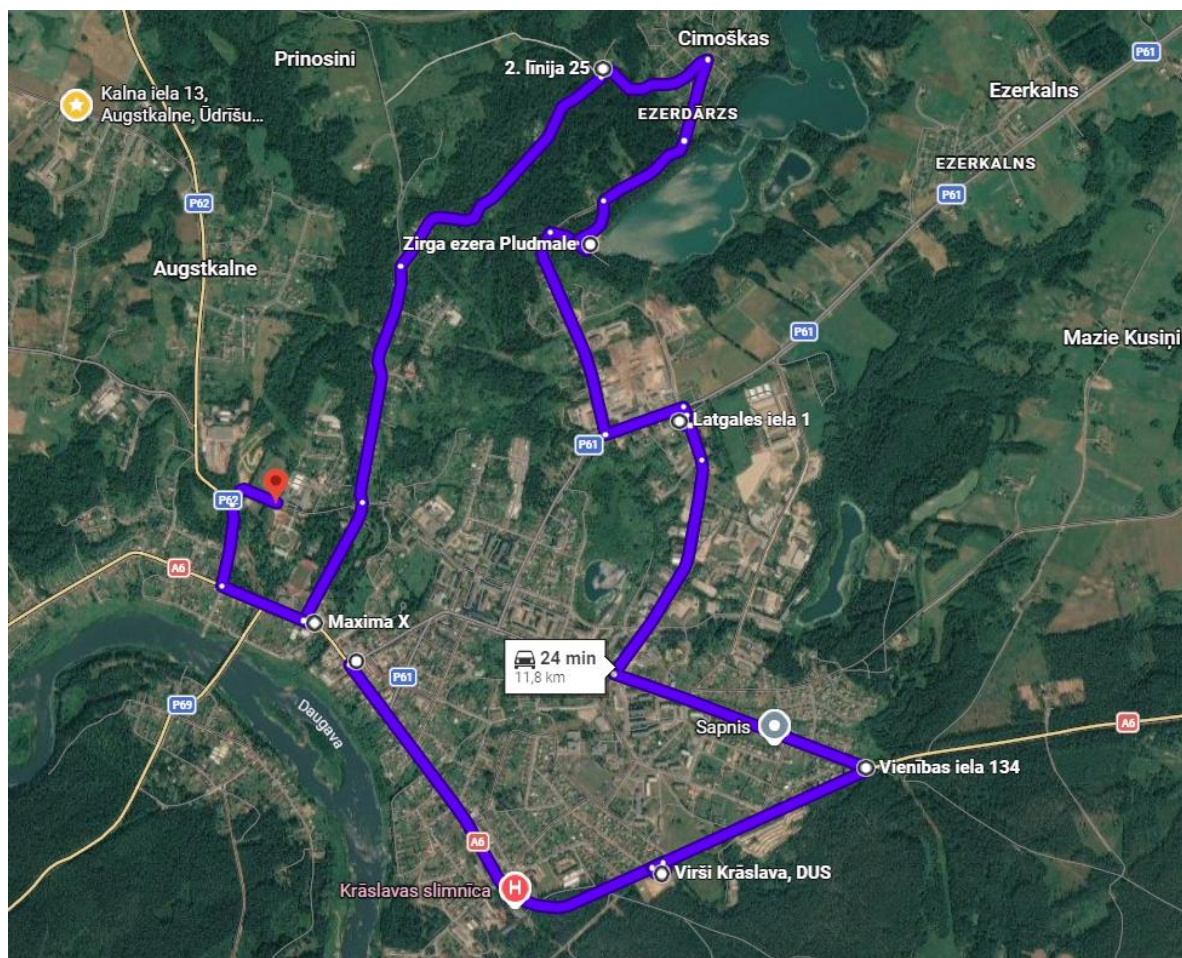 Cimoškas
P61
Prinosini
2. līnija 25
Kalna iela 13,
Augstkalne, Ūdrīšu...
Ezerkalns
EZERDĀRZS
EZERKALNS
P62
P61
Zirga ezera Pludmale
Augstkalne
P61
Mazie Kusiņi
Latgales iela 1
P61
P62
A6
Maxima X
24 min
11,8 km
P61
P69
Daugava
Sapnis
A6
Vienības iela 134
A6
Virši Krāslava, DUS
Krāslavas slimnīca
H